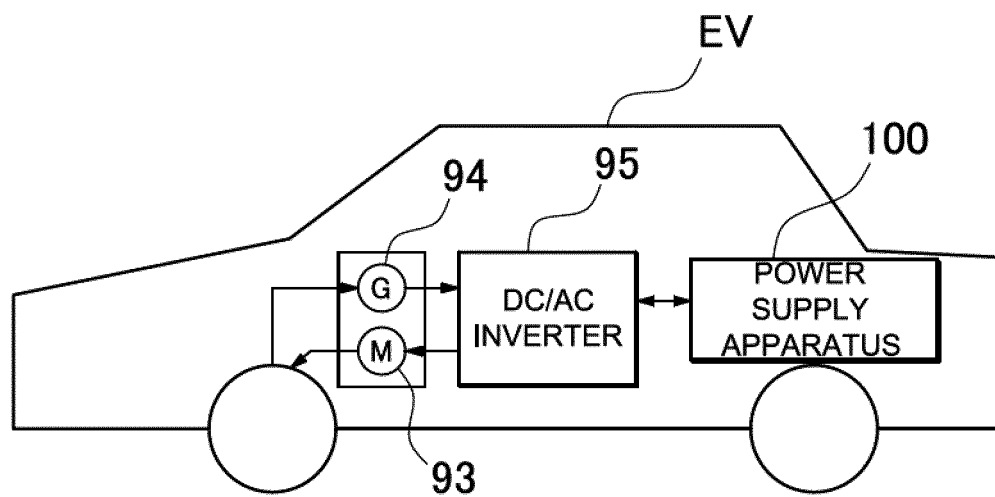 EV
100
95
94
POWER
SUPPLY
APPARATUS
DC/AC
INVERTER
G
M
93